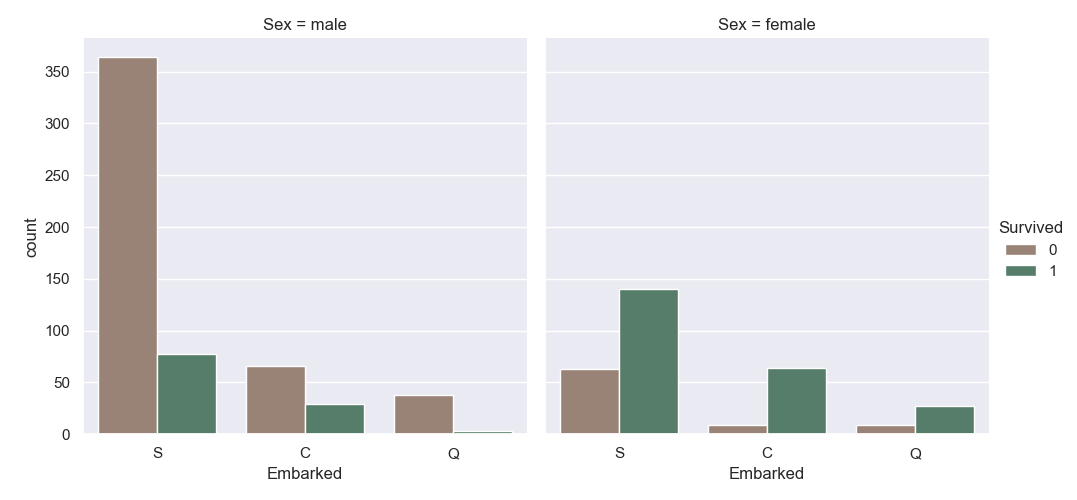 Sex = male
Sex = female
350
300
250
200
150
100
50
0
count
S
C
Q
Embarked
S
C
Q
Embarked
Survived
0
1